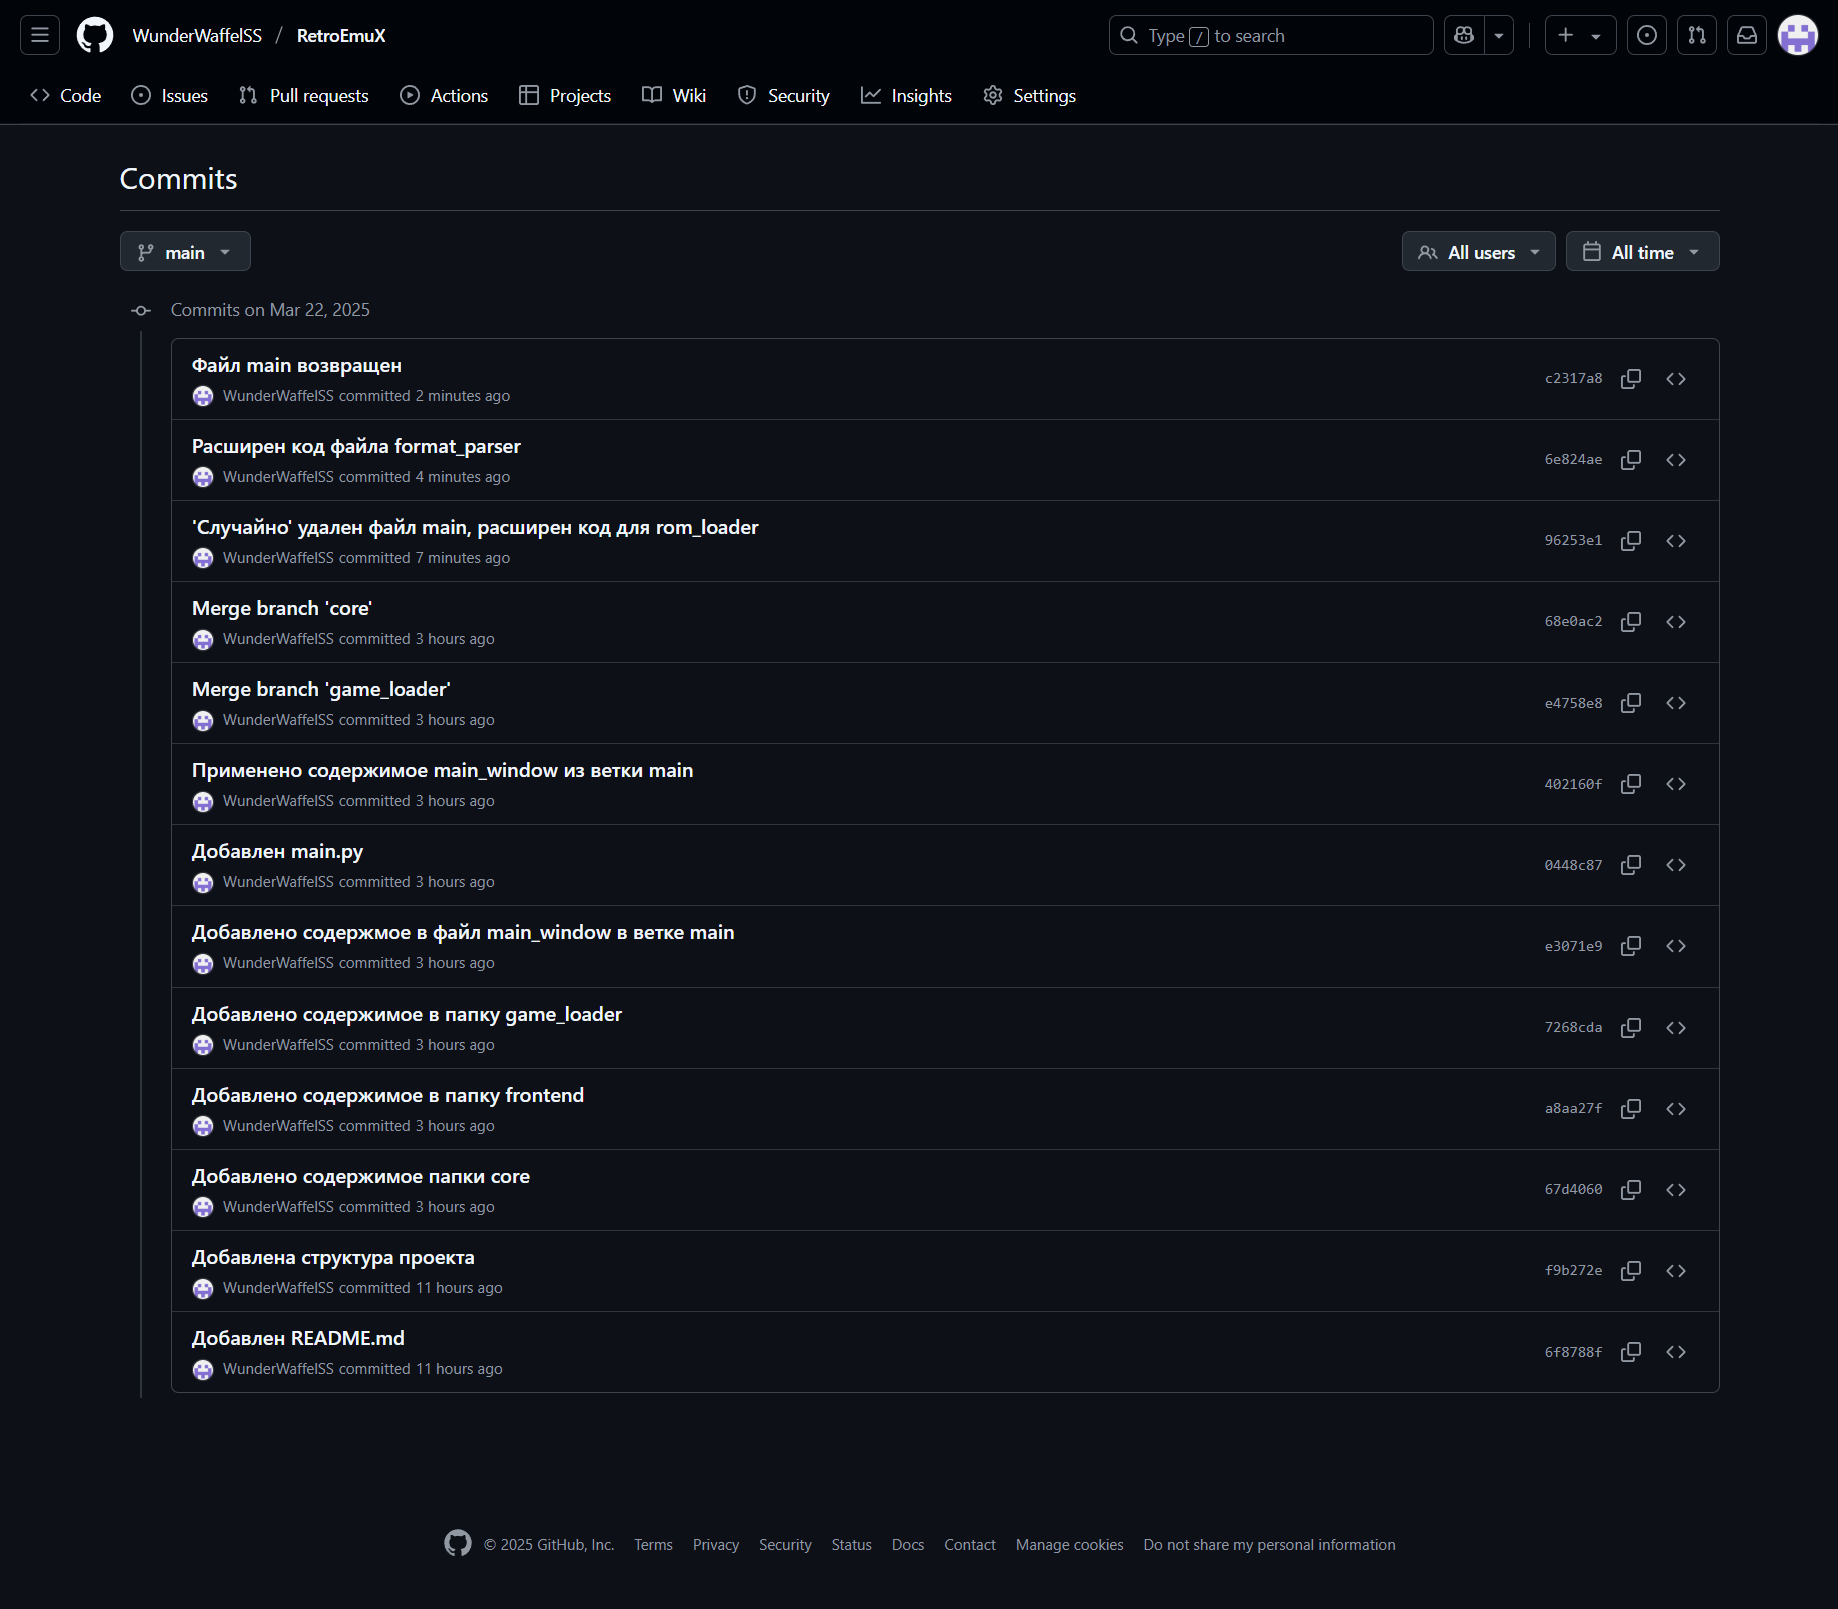 WunderWaffelSS / RetroEmuX
Type / to search
Code Issues Pull requests Actions Projects Wiki Security Insights Settings
Commits
main All users All time
Commits on Mar 22, 2025
Файл main возвращен
c2317a8
WunderWaffelSS committed 2 minutes ago
Расширен код файла format_parser
6e824ae
WunderWaffelSS committed 4 minutes ago
'Случайно' удален файл main, расширен код для rom_loader
96253e1
WunderWaffelSS committed 7 minutes ago
Merge branch 'core'
68e0ac2
WunderWaffelSS committed 3 hours ago
Merge branch 'game_loader'
e4758e8
WunderWaffelSS committed 3 hours ago
Применено содержимое main_window из ветки main
402160f
WunderWaffelSS committed 3 hours ago
Добавлен main.py
0448c87
WunderWaffelSS committed 3 hours ago
Добавлено содержмое в файл main_window в ветке main
e3071e9
WunderWaffelSS committed 3 hours ago
Добавлено содержимое в папку game_loader
7268cda
WunderWaffelSS committed 3 hours ago
Добавлено содержимое в папку frontend
a8aa27f
WunderWaffelSS committed 3 hours ago
Добавлено содержимое папки core
67d4060
WunderWaffelSS committed 3 hours ago
Добавлена структура проекта
f9b272e
WunderWaffelSS committed 11 hours ago
Добавлен README.md
6f8788f
WunderWaffelSS committed 11 hours ago
© 2025 GitHub, Inc. Terms Privacy Security Status Docs Contact Manage cookies Do not share my personal information